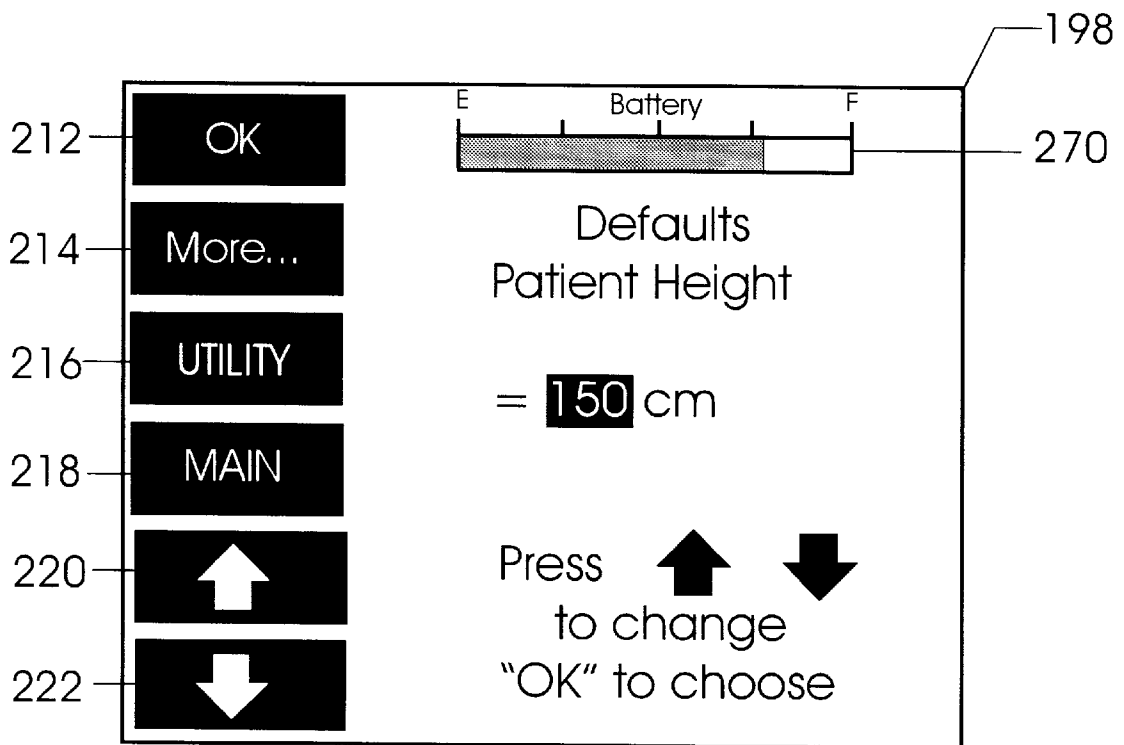 198
E Battery F
212 OK
270
Defaults
214 More...
Patient Height
216 UTILITY
= 150 cm
218 MAIN
220
Press
to change
222
"OK" to choose